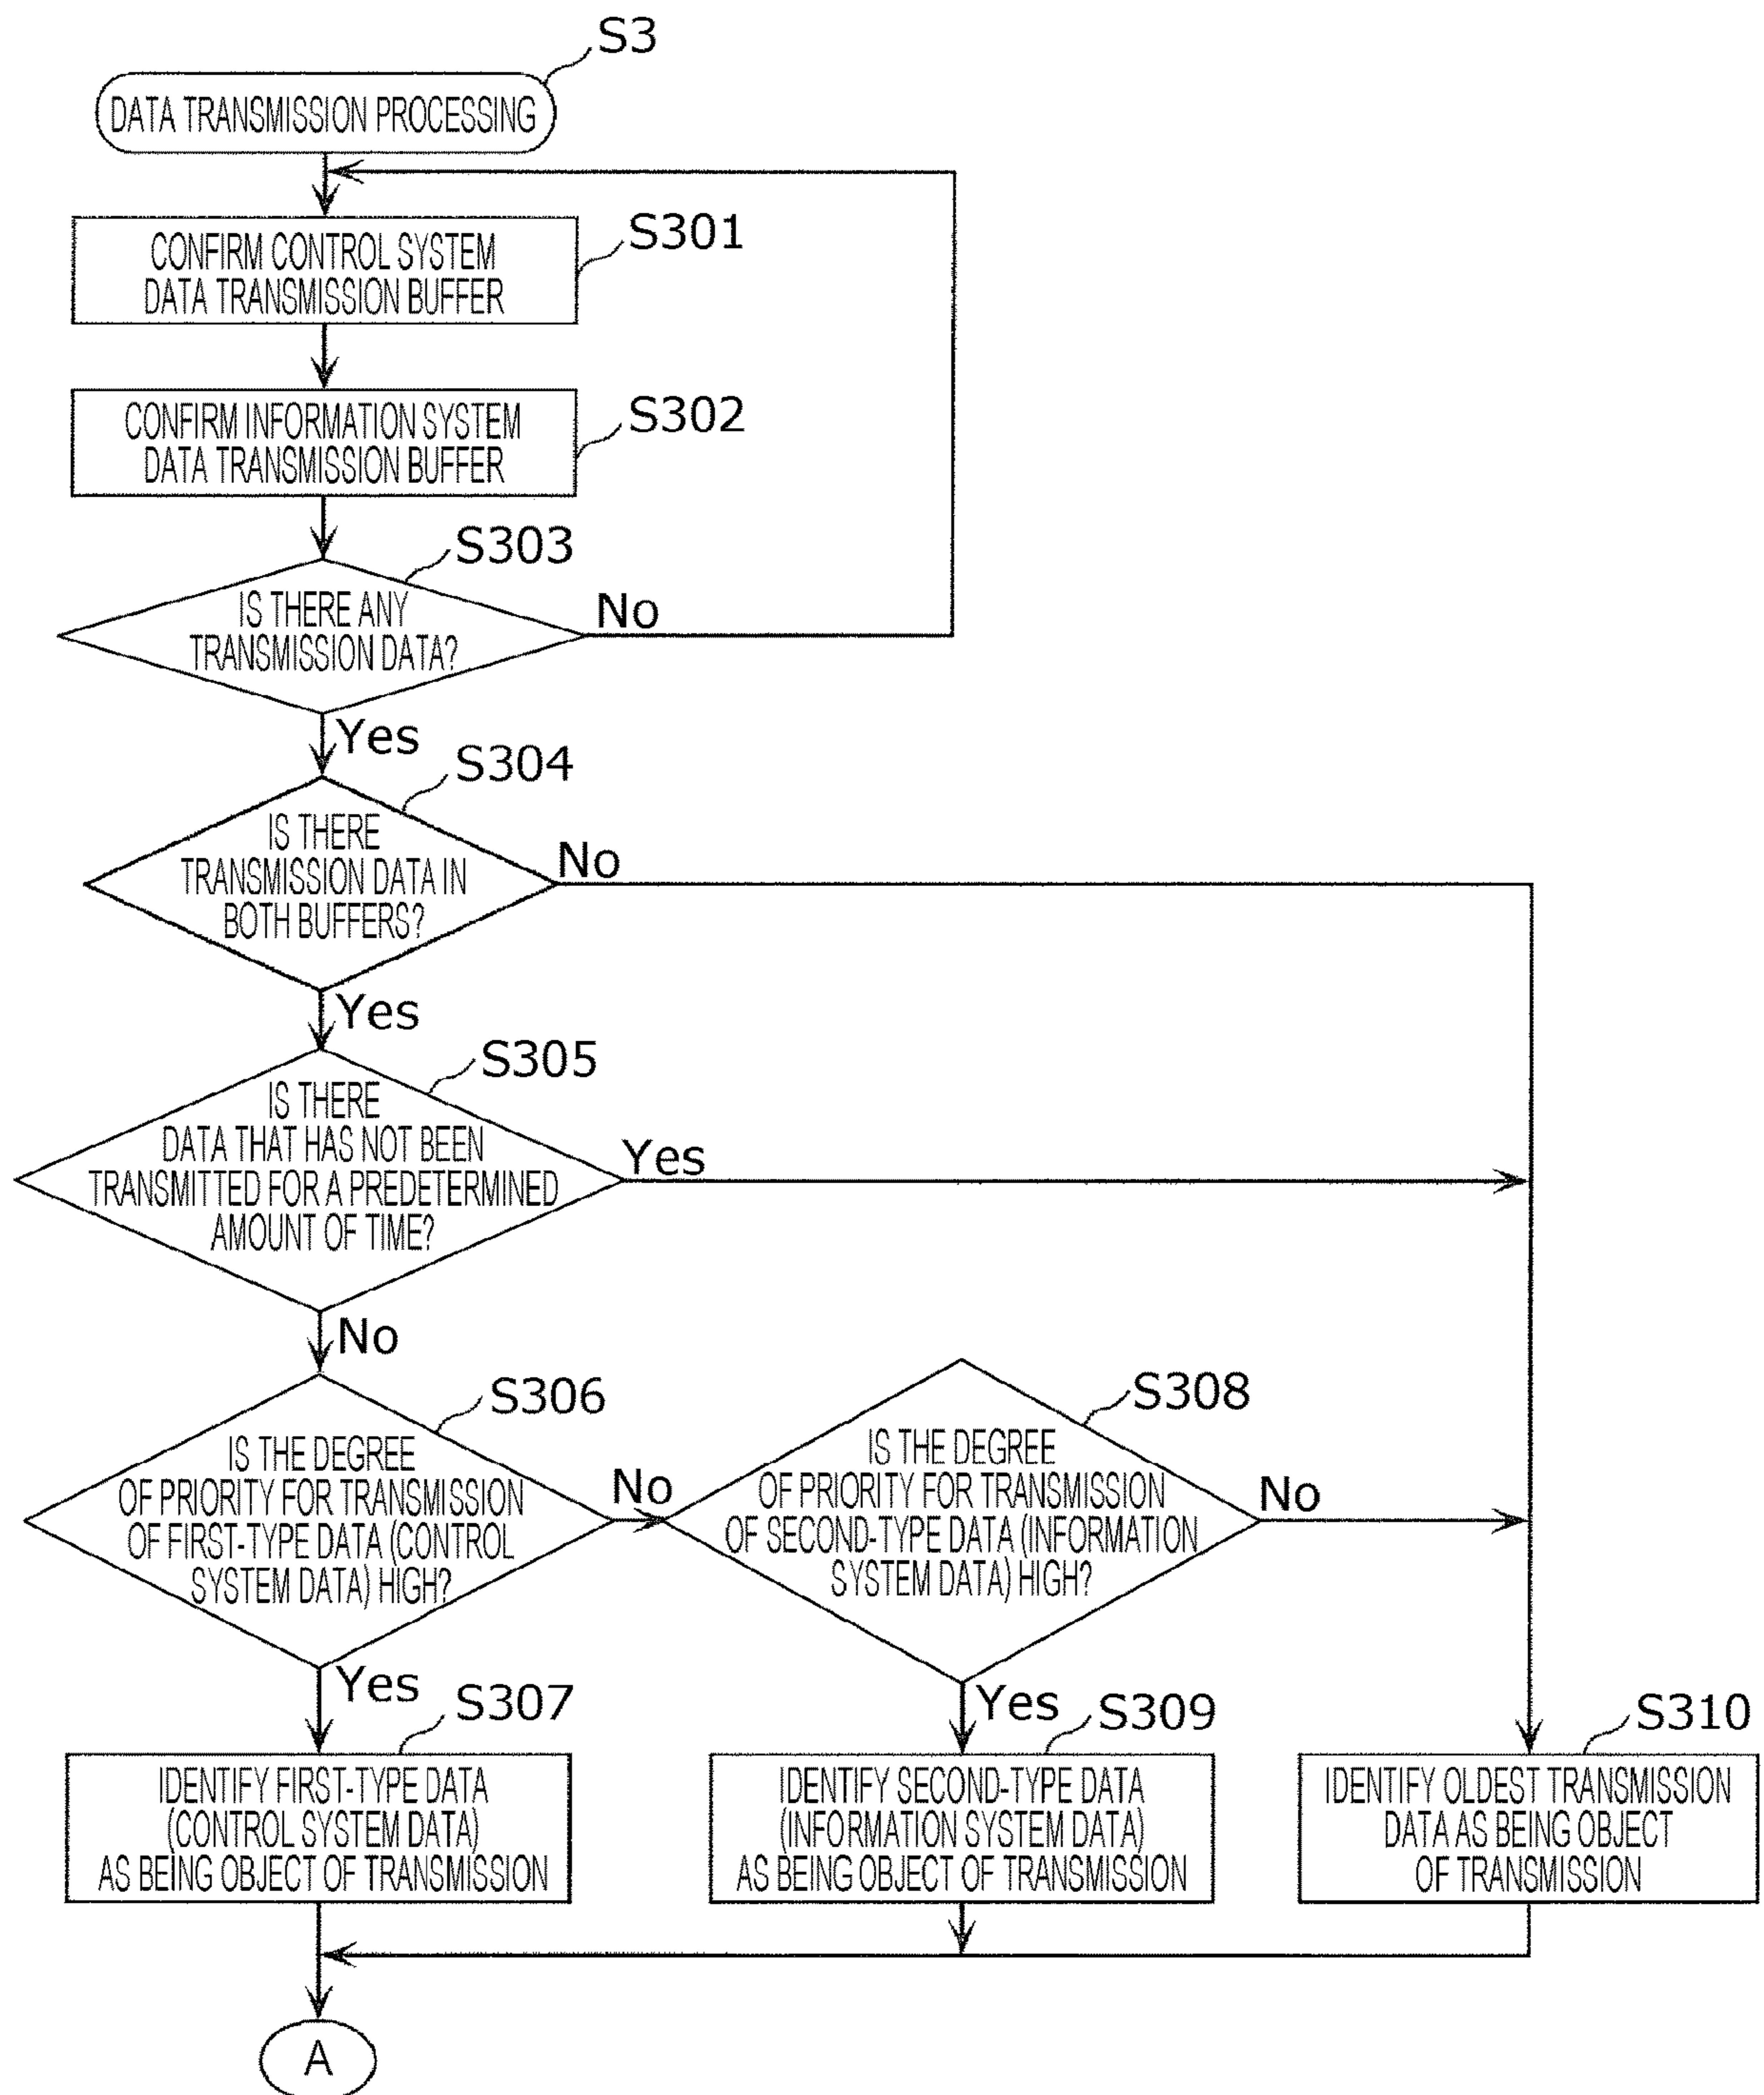 S3
DATA TRANSMISSION PROCESSING
S301
CONFIRM CONTROL SYSTEM
DATA TRANSMISSION BUFFER
S302
CONFIRM INFORMATION SYSTEM
DATA TRANSMISSION BUFFER
S303
IS THERE ANY
TRANSMISSION DATA?
No
Yes
S304
IS THERE
TRANSMISSION DATA IN
BOTH BUFFERS?
No
Yes
S305
IS THERE
DATA THAT HAS NOT BEEN
TRANSMITTED FOR A PREDETERMINED
AMOUNT OF TIME?
Yes
No
S306
IS THE DEGREE
OF PRIORITY FOR TRANSMISSION
OF FIRST-TYPE DATA (CONTROL
SYSTEM DATA) HIGH?
No
S308
IS THE DEGREE
OF PRIORITY FOR TRANSMISSION
OF SECOND-TYPE DATA (INFORMATION
SYSTEM DATA) HIGH?
No
Yes
S307
IDENTIFY FIRST-TYPE DATA
(CONTROL SYSTEM DATA)
AS BEING OBJECT OF TRANSMISSION
Yes
S309
IDENTIFY SECOND-TYPE DATA
(INFORMATION SYSTEM DATA)
AS BEING OBJECT OF TRANSMISSION
S310
IDENTIFY OLDEST TRANSMISSION
DATA AS BEING OBJECT
OF TRANSMISSION
A